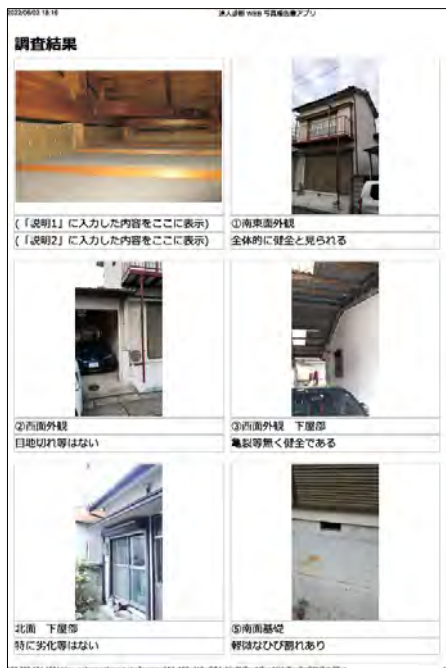 2022/06/03 18:16
達人診断 WEB 写真報告書アプリ
調査結果
(「説明1」に入力した内容をここに表示)
(「説明2」に入力した内容をここに表示)
①南東面外観
全体的に健全と見られる
②西面外観
目地切れ等はない
③西面外観 下屋部
亀裂等無く健全である
北面 下屋部
特に劣化等はない
⑤南面基礎
軽微なひび割れあり